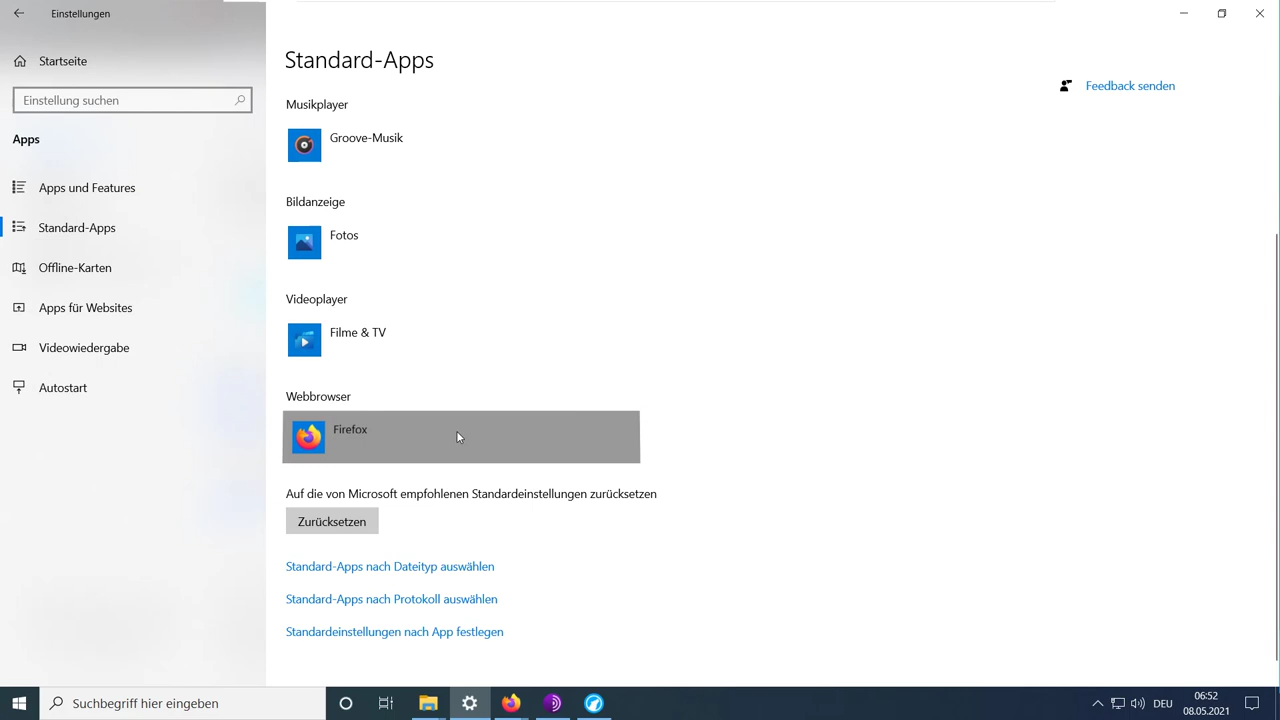 Einstellungen
Startseite
Einstellung suchen
Apps
Apps und Features
Standard-Apps
Offline-Karten
Apps für Websites
Videowiedergabe
Autostart
Standard-Apps
Feedback senden
Musikplayer
Groove-Musik
Bildanzeige
Fotos
Videoplayer
Filme & TV
Webbrowser
Firefox
Auf die von Microsoft empfohlenen Standardeinstellungen zurücksetzen
Zurücksetzen
Standard-Apps nach Dateityp auswählen
Standard-Apps nach Protokoll auswählen
Standardeinstellungen nach App festlegen
Suchbegriff hier eingeben
DEU
06:52
08.05.2021